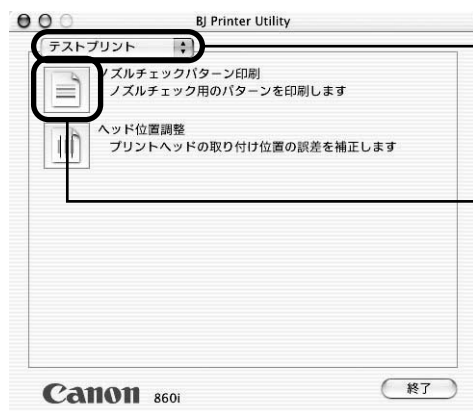 BJ Printer Utility
テストプリント
ノズルチェックパターン印刷
ノズルチェック用のパターンを印刷します
ヘッド位置調整
プリントヘッドの取り付け位置の誤差を補正します
Canon 860i
終了